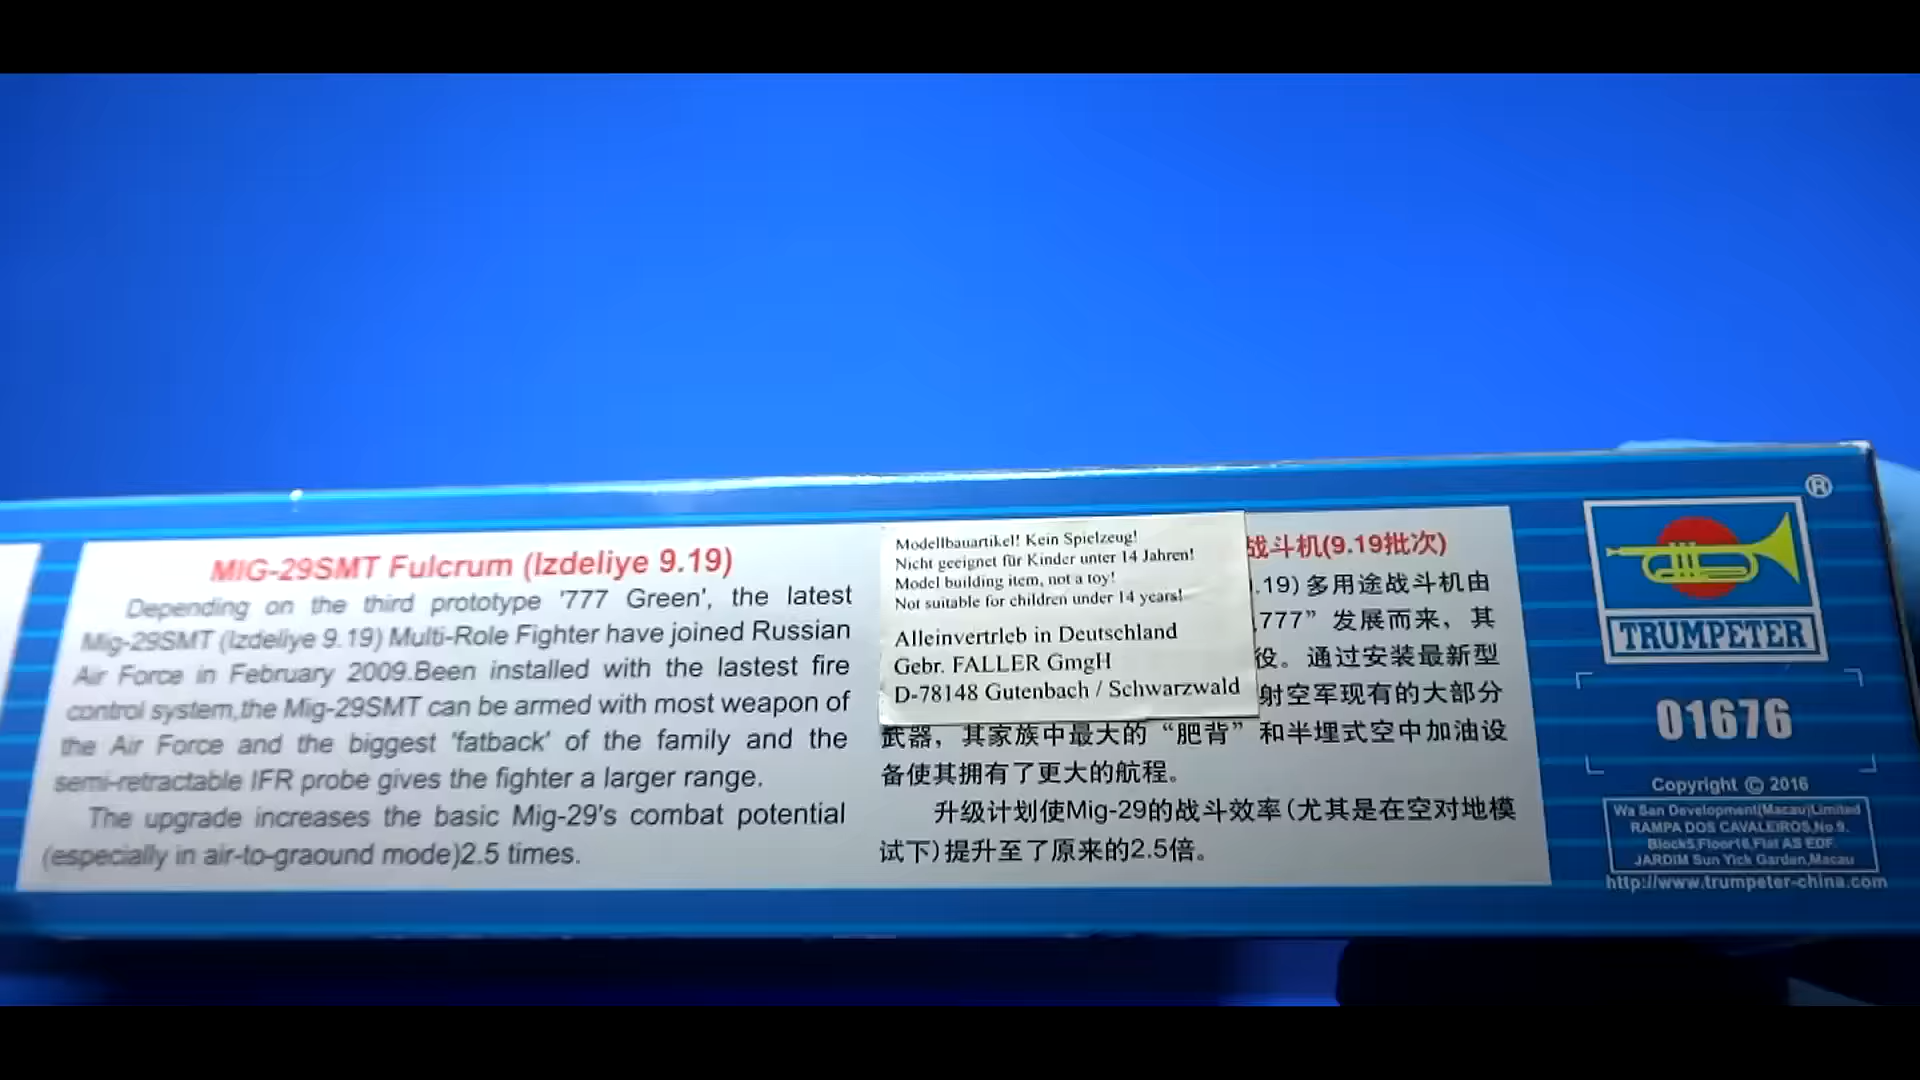 MIG-29SMT Fulcrum (Izdeliye 9.19)
Depending on the third prototype '777 Green', the latest
Mig-29SMT (Izdeliye 9.19) Multi-Role Fighter have joined Russian
Air Force in February 2009.Been installed with the lastest fire
control system,the Mig-29SMT can be armed with most weapon of
the Air Force and the biggest 'fatback' of the family and the
semi-retractable IFR probe gives the fighter a larger range.
The upgrade increases the basic Mig-29's combat potential
(especially in air-to-graound mode)2.5 times.
Modellbauartikel! Kein Spielzeug!
Nicht geeignet für Kinder unter 14 Jahren!
Model building item, not a toy!
Not suitable for children under 14 years!
Alleinvertrieb in Deutschland
Gebr. FALLER GmgH
D-78148 Gutenbach / Schwarzwald
战斗机(9.19批次)
.19)多用途战斗机由
777”发展而来，其
役。通过安装最新型
射空军现有的大部分
武器，其家族中最大的“肥背”和半埋式空中加油设
备使其拥有了更大的航程。
升级计划使Mig-29的战斗效率(尤其是在空对地模
试下)提升至了原来的2.5倍。
®
TRUMPETER
01676
Copyright © 2016
Wa San Development(Macau)Limited
RAMPA DOS CAVALEIROS,No.9.
Block5,Floor16,Flat AS EDF.
JARDIM Sun Yick Garden,Macau
http://www.trumpeter-china.com